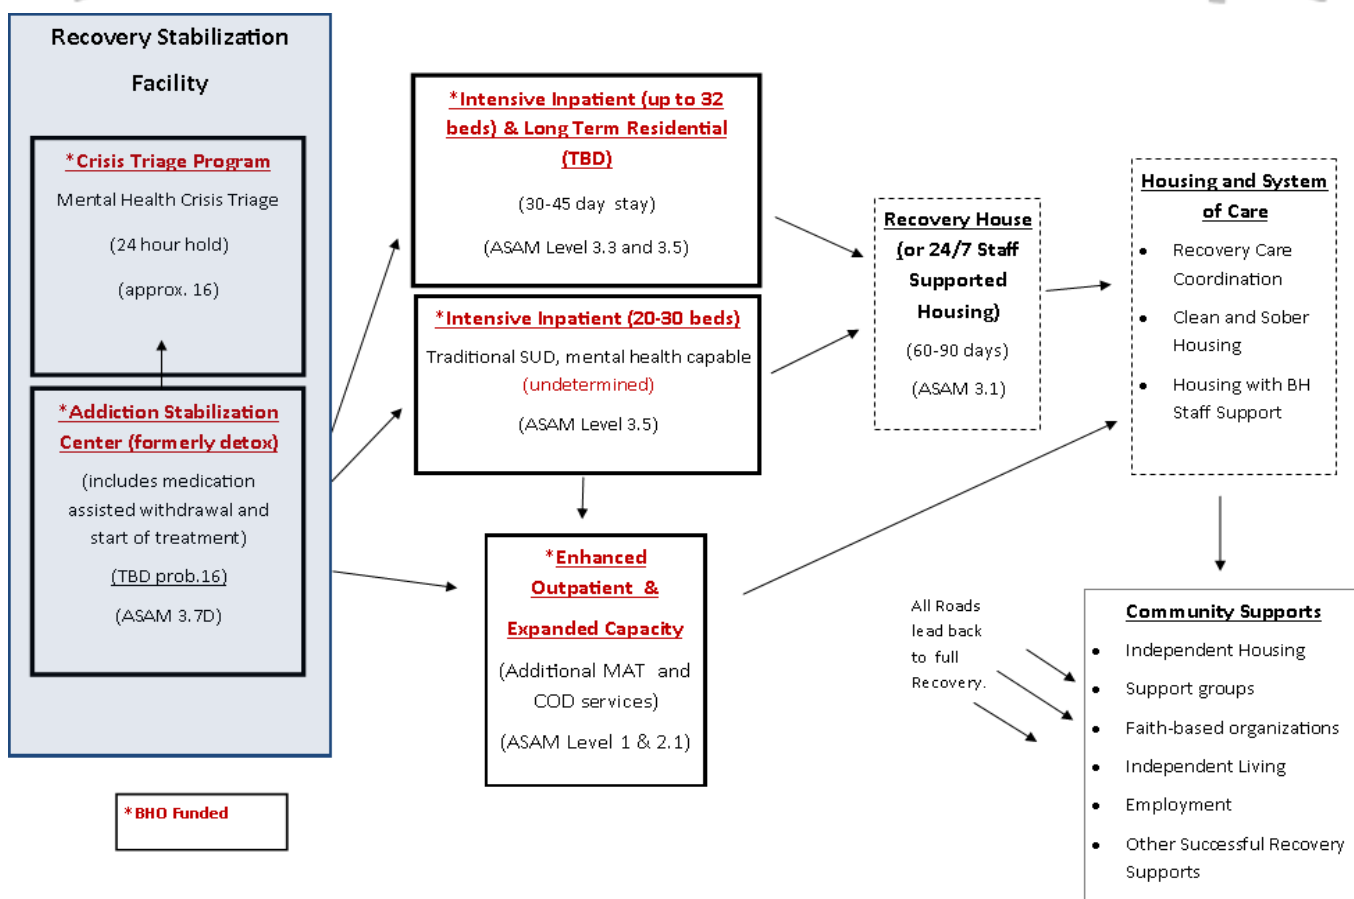 Recovery Stabilization
Facility
*Crisis Triage Program
Mental Health Crisis Triage
(24 hour hold)
(approx. 16)
*Addiction Stabilization
Center (formerly detox)
(includes medication
assisted withdrawal and
start of treatment)
(TBD prob.16)
(ASAM 3.7D)
*BHO Funded
*Intensive Inpatient (up to 32
beds) & Long Term Residential
(TBD)
(30-45 day stay)
(ASAM Level 3.3 and 3.5)
*Intensive Inpatient (20-30 beds)
Traditional SUD, mental health capable
(undetermined)
(ASAM Level 3.5)
*Enhanced
Outpatient &
Expanded Capacity
(Additional MAT and
COD services)
(ASAM Level 1 & 2.1)
Recovery House
(or 24/7 Staff
Supported
Housing)
(60-90 days)
(ASAM 3.1)
Housing and System
of Care
• Recovery Care
Coordination
• Clean and Sober
Housing
• Housing with BH
Staff Support
All Roads
lead back
to full
Recovery.
Community Supports
• Independent Housing
• Support groups
• Faith-based organizations
• Independent Living
• Employment
• Other Successful Recovery
Supports